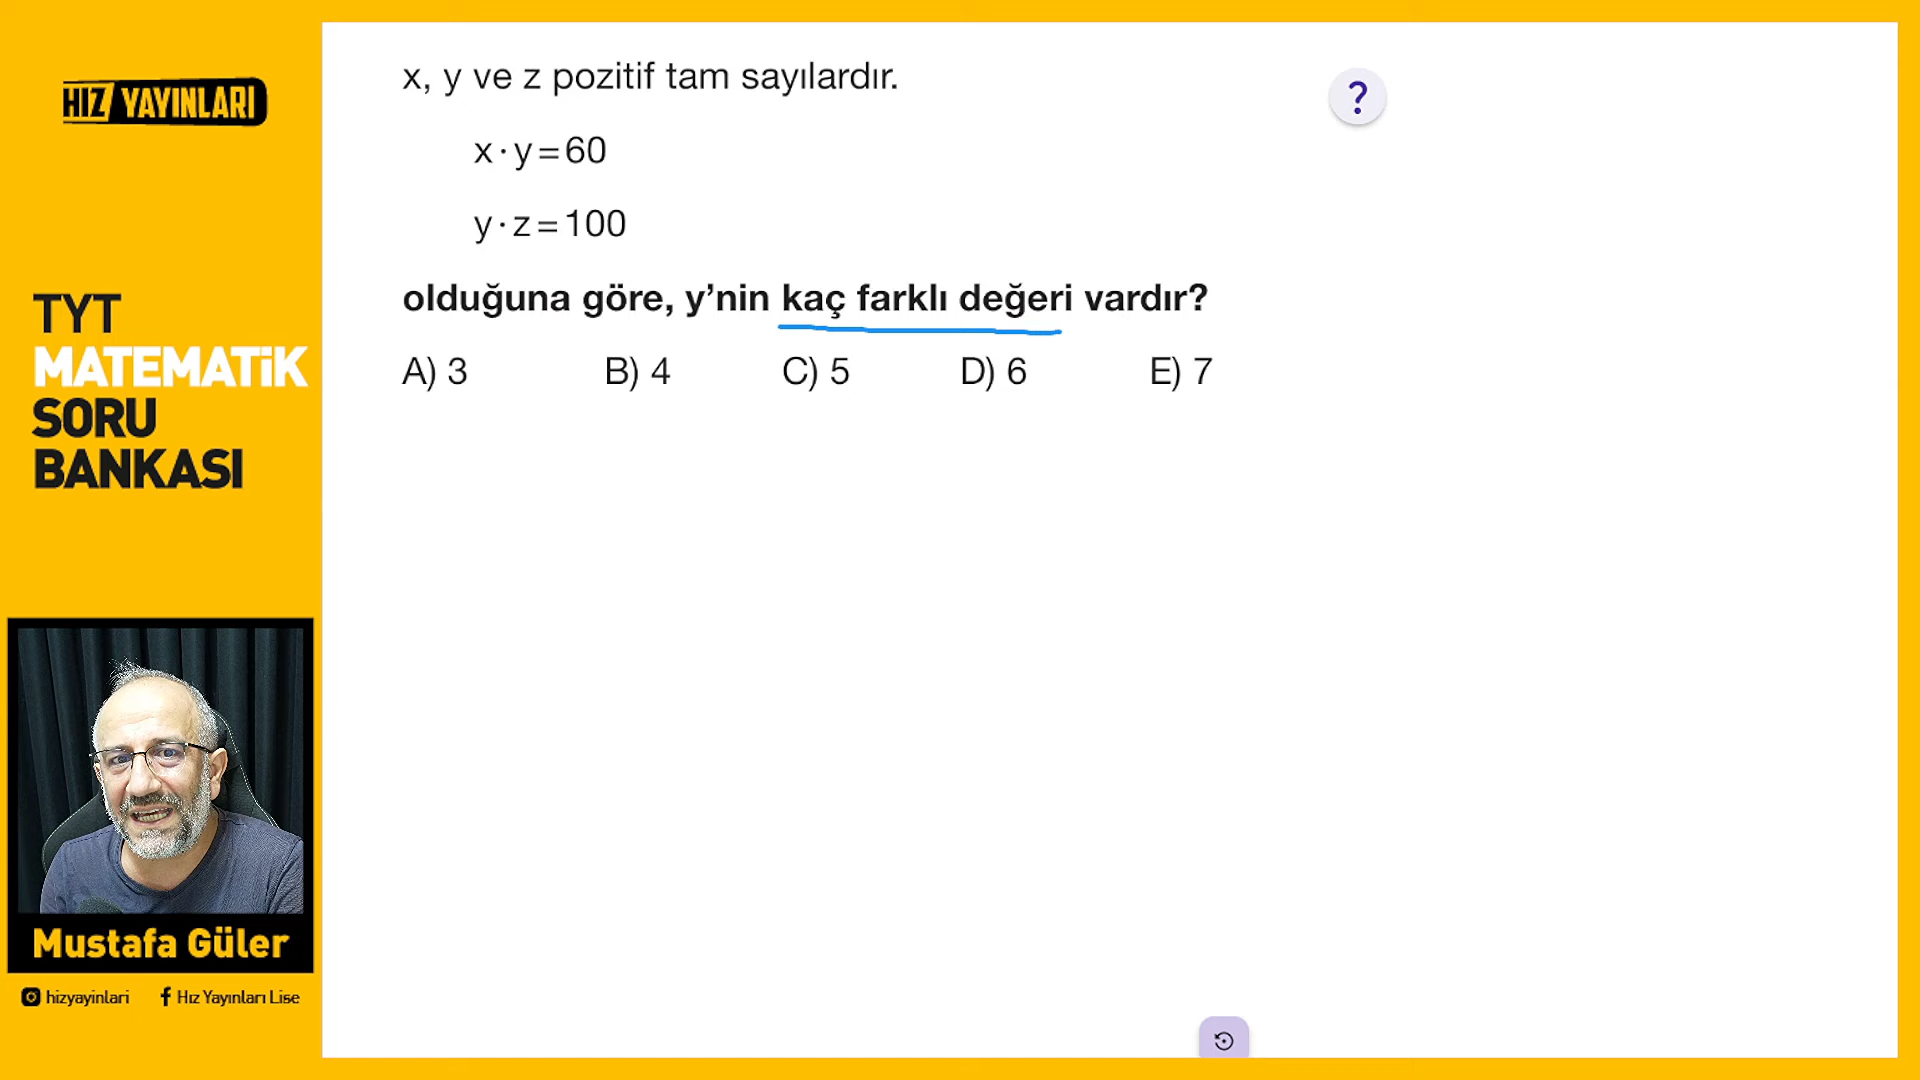 HIZ YAYINLARI
TYT
MATEMATİK
SORU
BANKASI
x, y ve z pozitif tam sayılardır.
x·y=60
y·z=100
olduğuna göre, y’nin kaç farklı değeri vardır?
A) 3 B) 4 C) 5 D) 6 E) 7
?
Mustafa Güler
hizyayinlari Hız Yayınları Lise